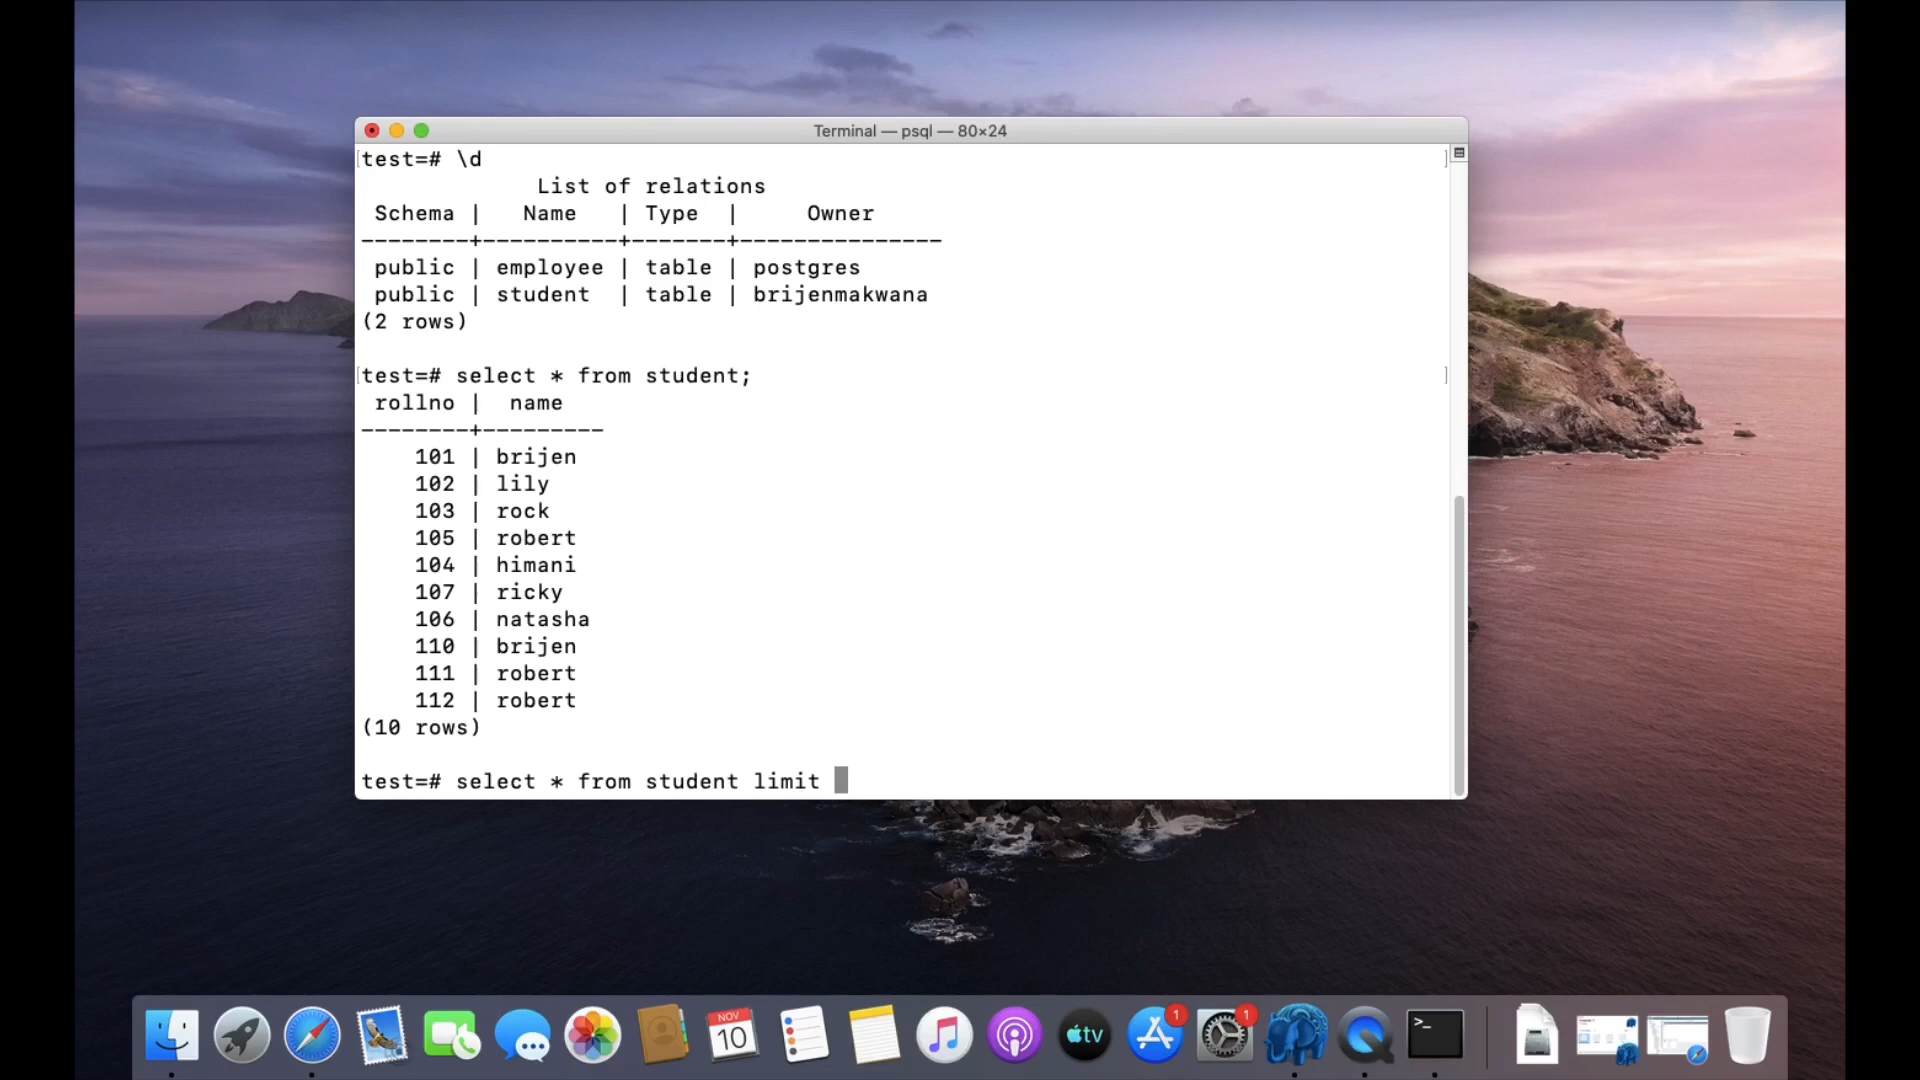 Terminal — psql — 80×24
test=# \d
List of relations
Schema | Name | Type | Owner
--------+----------+-------+---------------
public | employee | table | postgres
public | student | table | brijenmakwana
(2 rows)
test=# select * from student;
rollno | name
--------+---------
101 | brijen
102 | lily
103 | rock
105 | robert
104 | himani
107 | ricky
106 | natasha
110 | brijen
111 | robert
112 | robert
(10 rows)
test=# select * from student limit
NOV
10
tv
1
1
>_